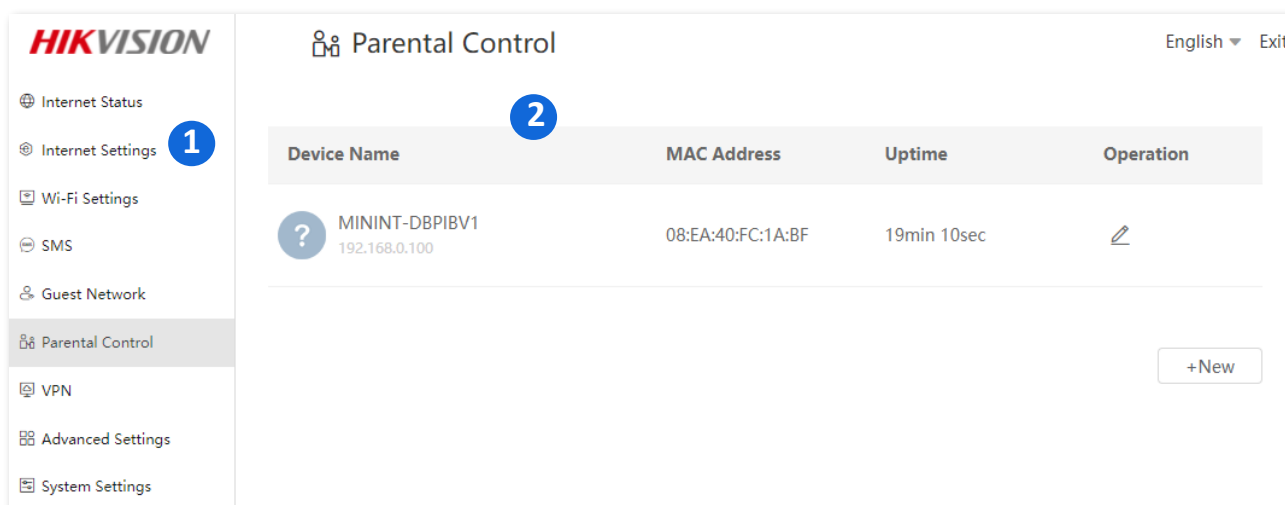 HIKVISION
Parental Control
English
Exit
Internet Status
Internet Settings
1
Wi-Fi Settings
SMS
Guest Network
Parental Control
VPN
Advanced Settings
System Settings
2
Device Name MAC Address Uptime Operation
? MININT-DBPIBV1 08:EA:40:FC:1A:BF 19min 10sec
192.168.0.100
+New